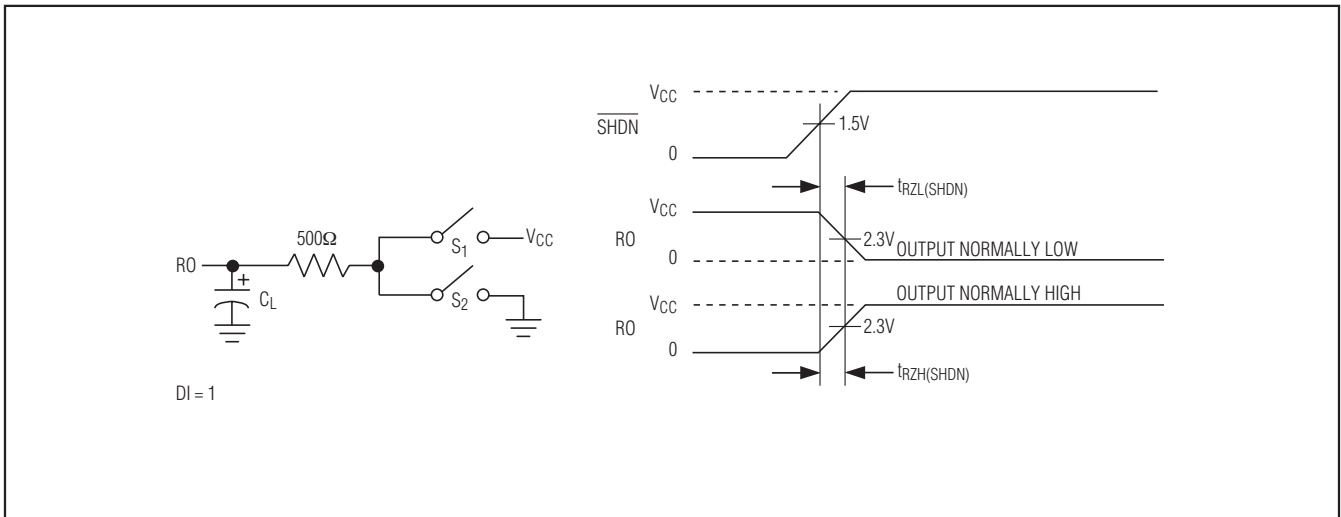 RO
500Ω
+
CL
S1
VCC
S2
DI = 1
VCC
SHDN
0
1.5V
tRZL(SHDN)
VCC
RO
0
2.3V
OUTPUT NORMALLY LOW
VCC
RO
0
OUTPUT NORMALLY HIGH
2.3V
tRZH(SHDN)